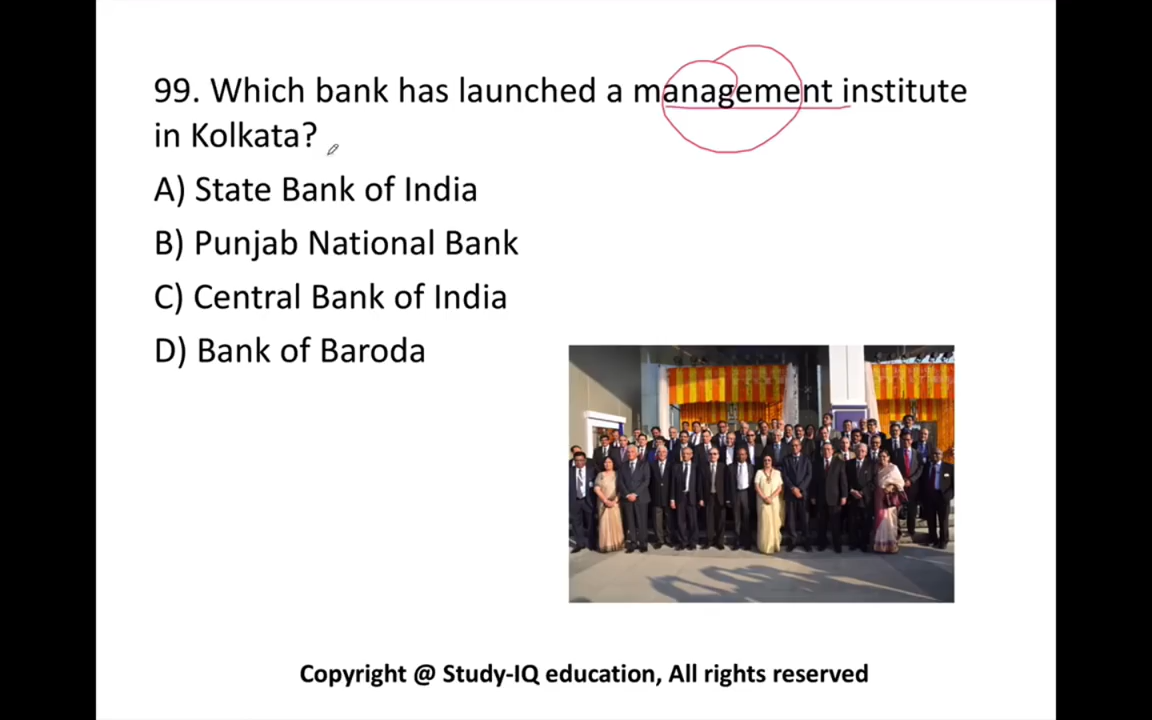 99. Which bank has launched a management institute
in Kolkata?
A) State Bank of India
B) Punjab National Bank
C) Central Bank of India
D) Bank of Baroda
Copyright @ Study-IQ education, All rights reserved